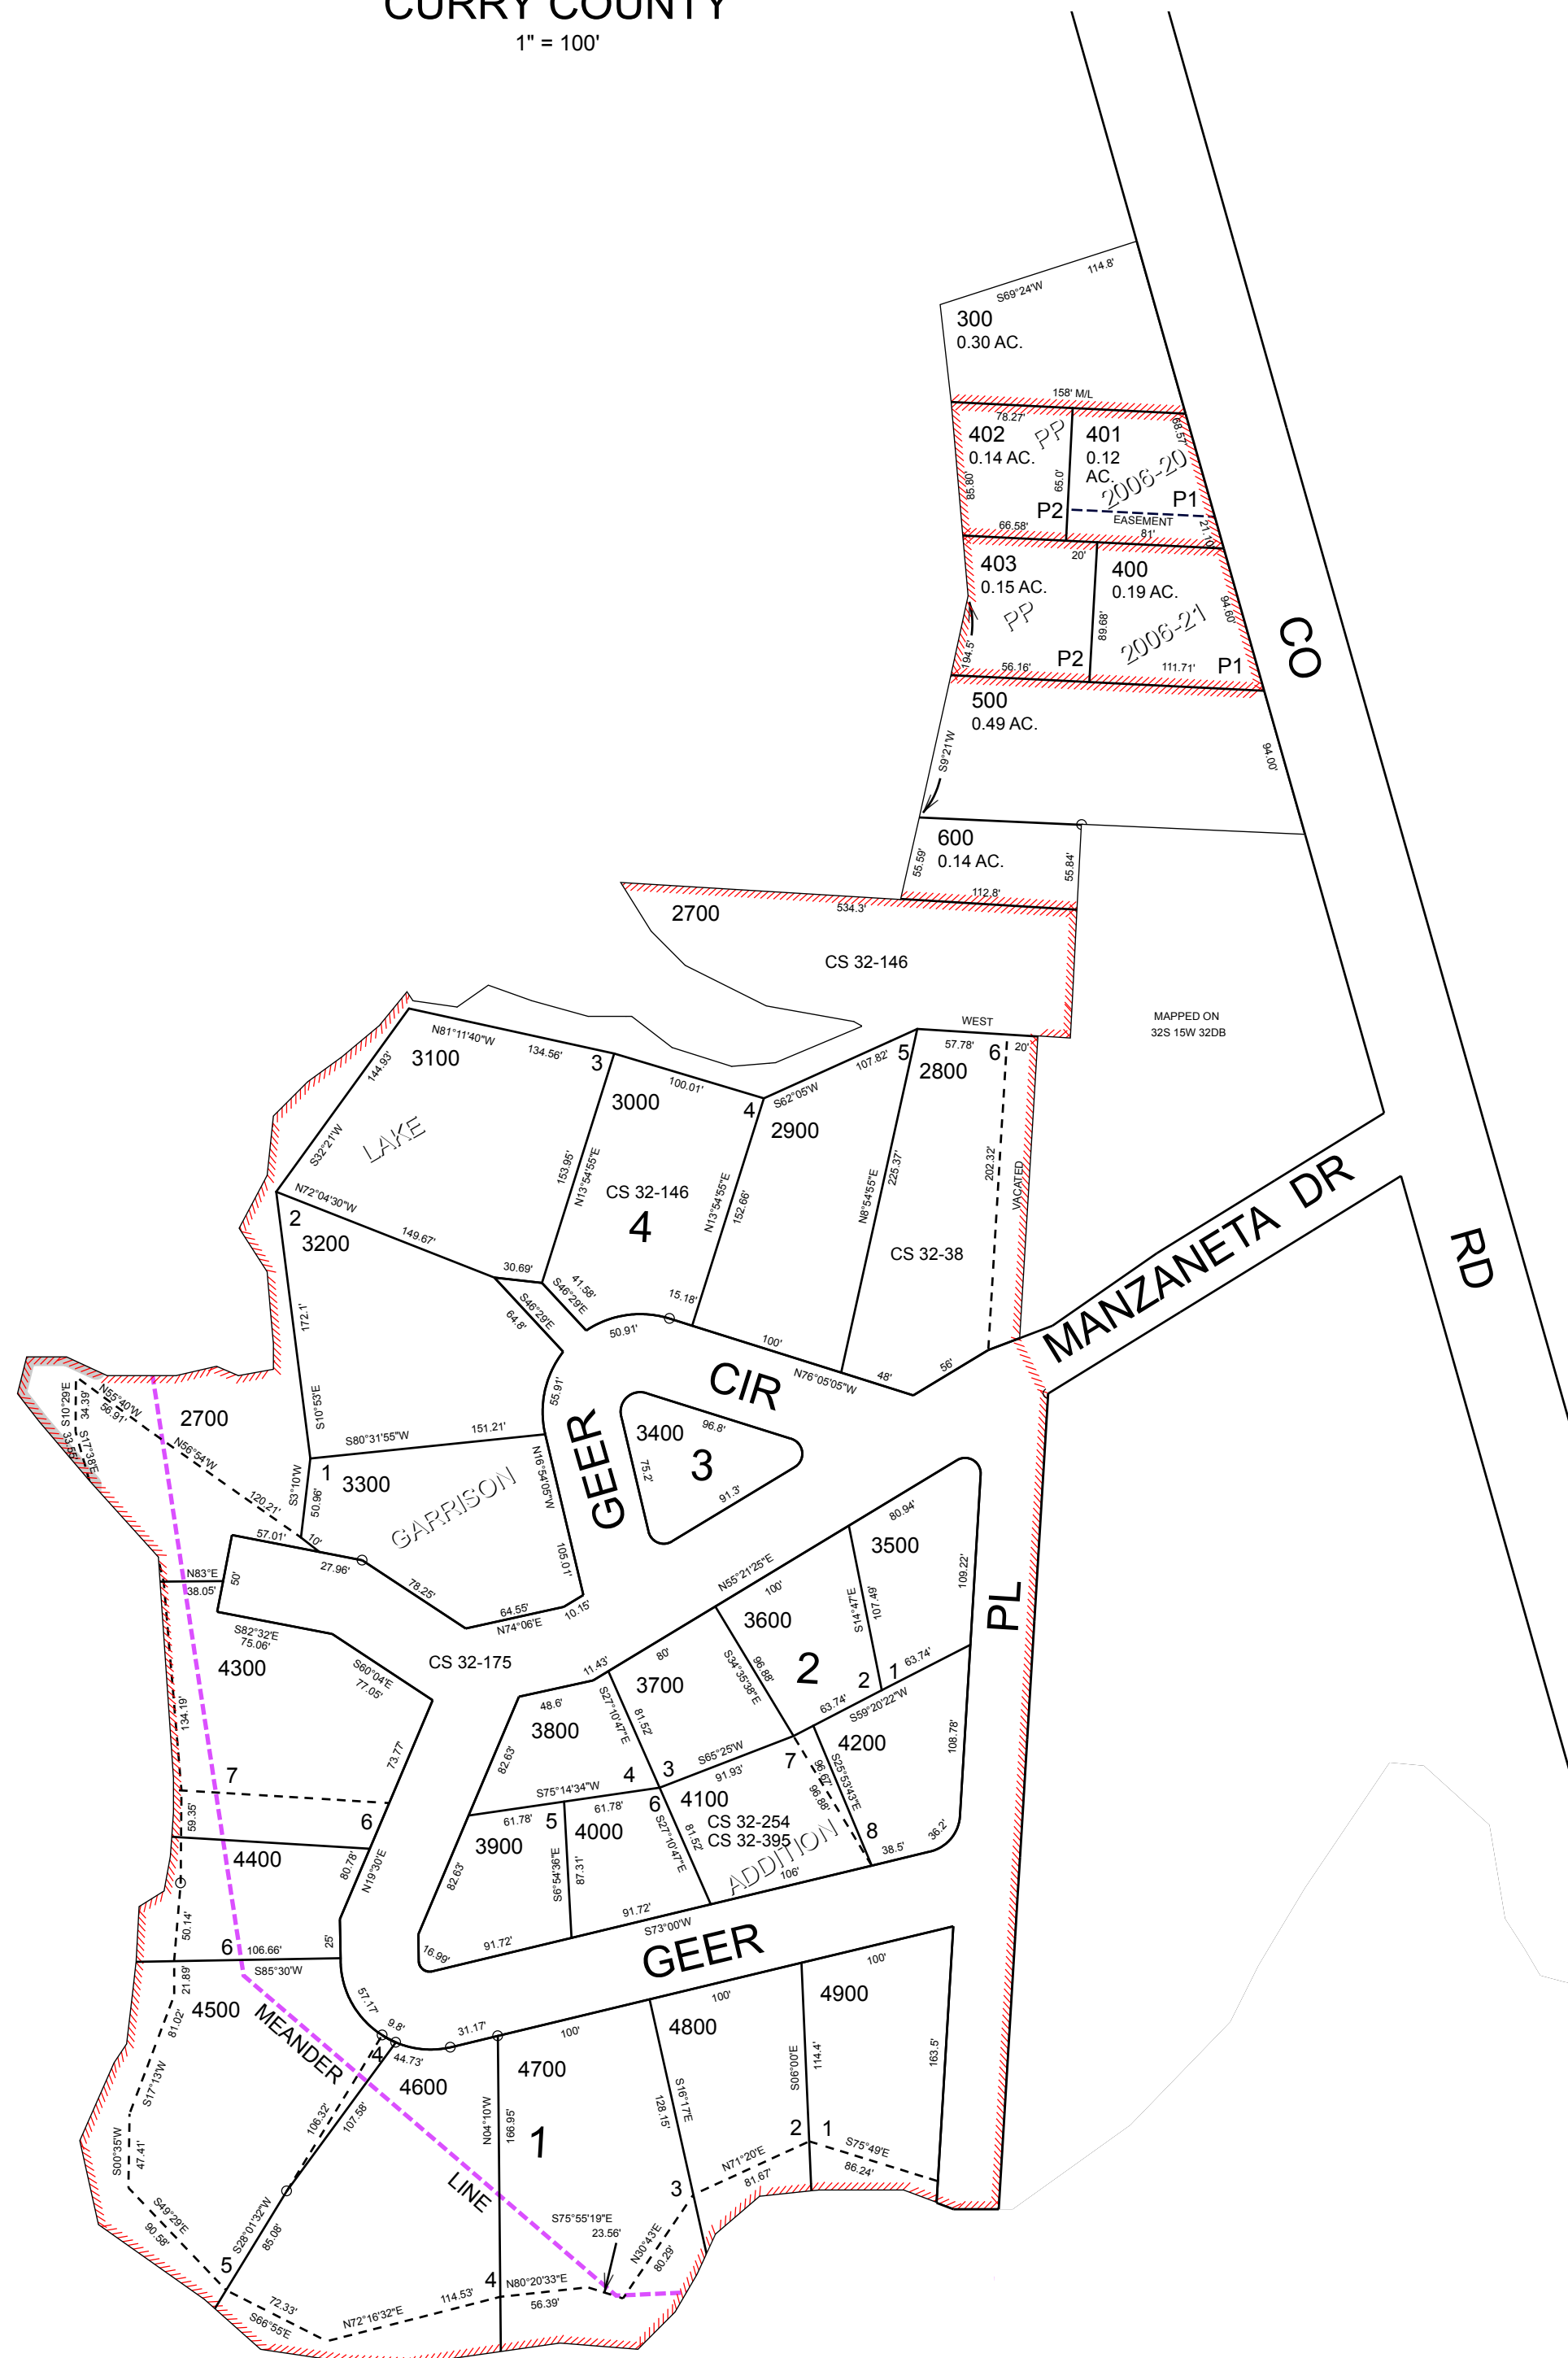 CURRY COUNTY
1" = 100'
114.8'
S69°24'W
300
0.30 AC.
158' M/L
78.27'
68.57'
402
0.14 AC.
PP
401
0.12
AC.
2006-20
85.80'
65.0'
P2
P1
EASEMENT
81'
21.10'
66.58'
20'
403
0.15 AC.
PP
400
0.19 AC.
2006-21
94.60'
89.68'
194.5'
56.16'
P2
111.71'
P1
CO
500
0.49 AC.
S9°21'W
94.00'
600
0.14 AC.
55.59'
55.84'
112.8'
534.3'
2700
CS 32-146
MAPPED ON
32S 15W 32DB
WEST
57.78'
20'
5
6
2800
N81°11'40"W
134.56'
3
3100
144.93'
S32°21'W
LAKE
100.01'
3000
4
107.82'
S62°05'W
2900
153.95'
N13°54'55"E
CS 32-146
4
N13°54'55"E
152.66'
225.37'
N8°54'55"E
202.32'
VACATED
CS 32-38
N72°04'30"W
149.67'
2
3200
30.69'
41.58'
S46°29'E
S46°29'E
64.8'
15.18'
50.91'
100'
N76°05'05"W
48'
56'
MANZANETA DR
RD
172.1'
S10°53'E
55.91'
GEER
CIR
3400
96.8'
3
75.2'
91.3'
S10°29'E
34.39'
S17°38'E
33.55'
N55°40'W
56.91'
2700
N56°54'W
120.21'
S80°31'55"W
151.21'
S3°10'W
50.96'
1
3300
GARRISON
N16°54'05"W
105.01'
57.01'
10'
27.96'
78.25'
64.55'
N74°06'E
10.15'
N83°E
38.05'
50'
S82°32'E
75.06'
4300
S60°04'E
77.05'
CS 32-175
134.19'
73.77'
7
6
59.35'
4400
80.78'
N19°30'E
50.14'
25'
6
106.66'
S85°30'W
80.94'
3500
109.22'
PL
N55°21'25"E
100'
3600
S14°47'E
107.49'
2
2
1
63.74'
11.43'
80'
3700
S34°35'38"E
96.88'
48.6'
3800
S27°10'47"E
81.52'
63.74'
S59°20'22"W
4200
108.78'
82.63'
S65°25'W
91.93'
7
3
4
S75°14'34"W
96.67'
96.88'
S25°53'43"E
61.78'
5
61.78'
6
4100
CS 32-254
CS 32-395
ADDITION
8
3900
4000
S27°10'47"E
81.52'
82.63'
S6°54'36"E
87.31'
106'
38.5'
36.2'
16.99'
91.72'
91.72'
S73°00'W
GEER
21.89'
81.02'
4500
MEANDER
57.17'
9.8'
4
44.73'
31.17'
100'
100'
100'
4600
4700
4800
4900
S17°13'W
S00°35'W
47.41'
106.32'
107.58'
N04°10'W
166.95'
1
S16°17'E
128.15'
S06°00'E
114.4'
163.5'
2
1
S75°49'E
86.24'
N71°20'E
81.67'
3
LINE
S49°29'E
90.58'
S28°01'32"W
85.08'
5
S75°55'19"E
23.56'
N30°43'E
80.29'
4
N80°20'33"E
56.39'
114.53'
N72°16'32"E
72.33'
S66°55'E